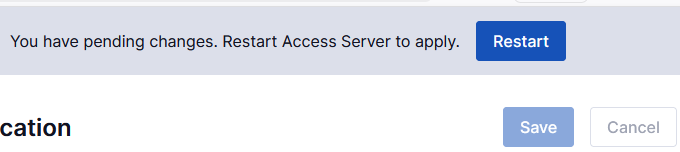 You have pending changes. Restart Access Server to apply. Restart
cation
Save Cancel